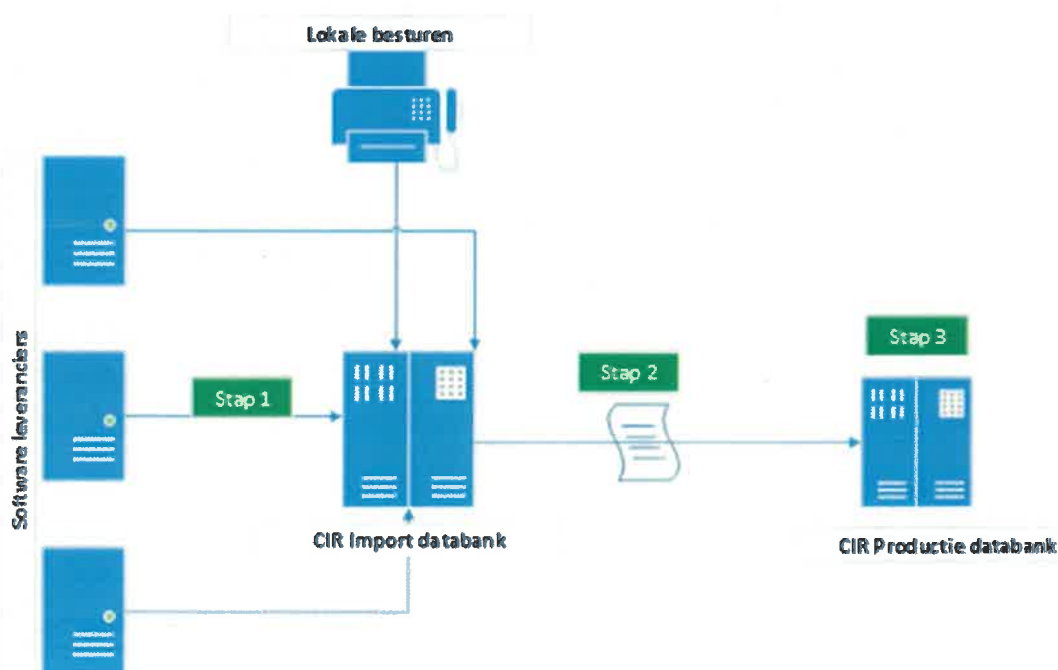 Lokale besturen
Software leveranciers
Stap 1
Stap 2
Stap 3
CIR Import databank
CIR Productie databank